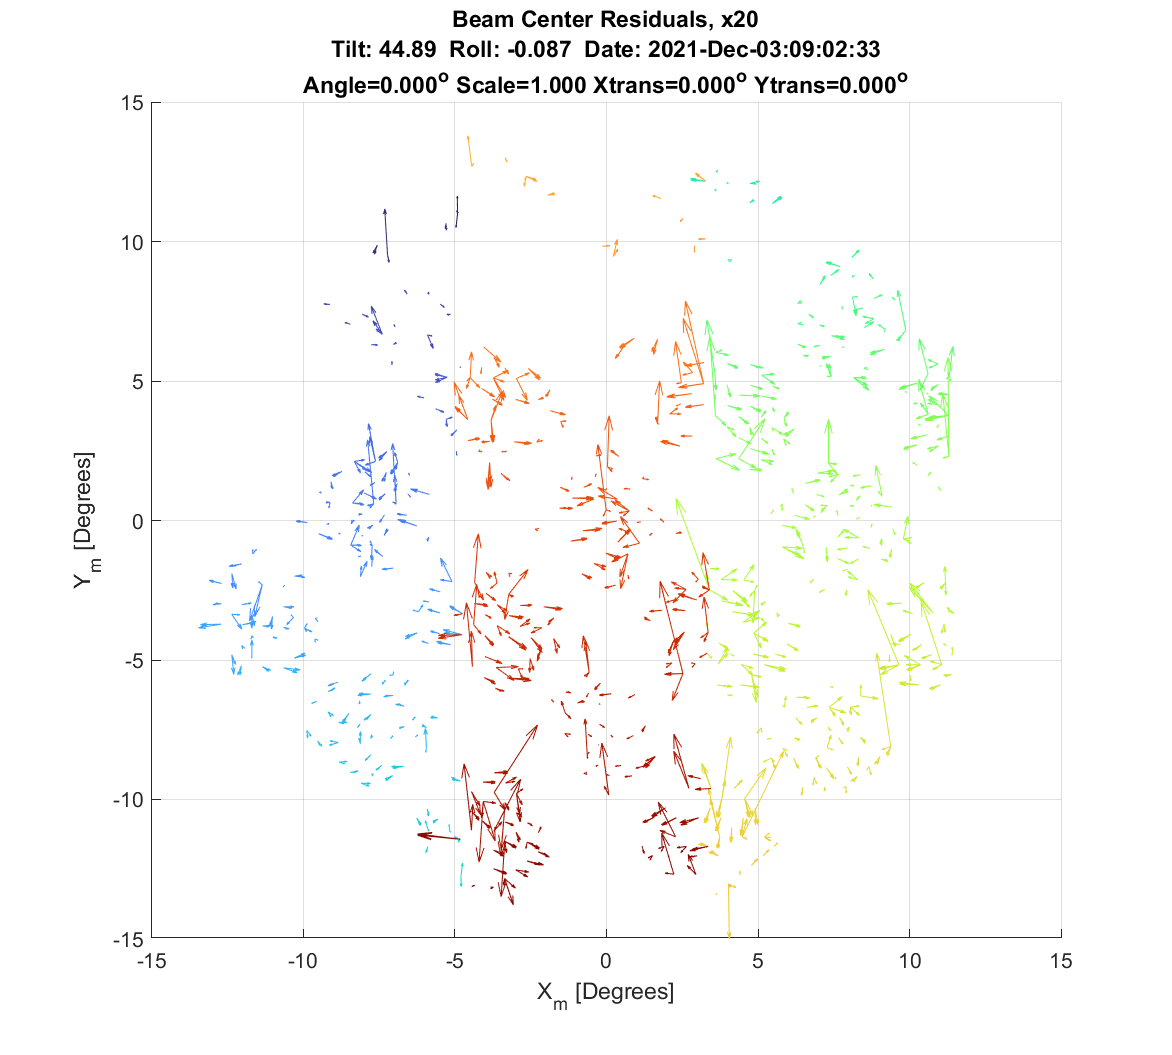 Beam Center Residuals, x20
Tilt: 44.89 Roll: -0.087 Date: 2021-Dec-03:09:02:33
Angle=0.000° Scale=1.000 Xtrans=0.000° Ytrans=0.000°
15
10
5
0
-5
-10
-15
Y_m [Degrees]
-15 -10 -5 0 5 10 15
X_m [Degrees]